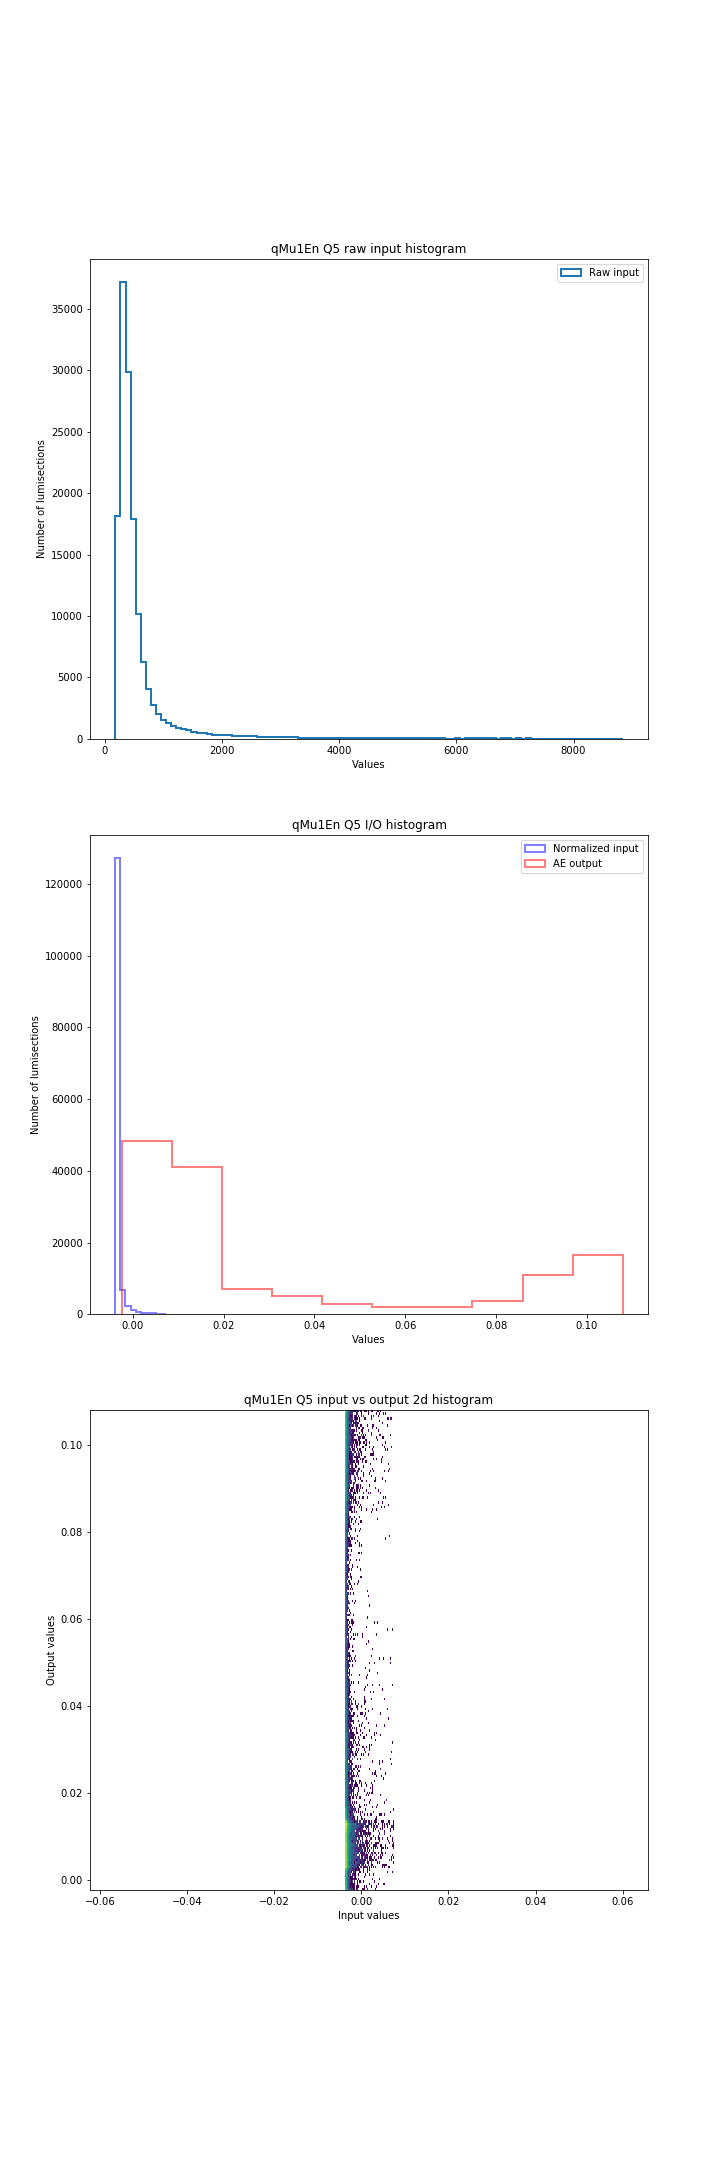 qMu1En Q5 raw input histogram
Raw input
35000
30000
25000
20000
15000
10000
5000
0
Number of lumisections
0 2000 4000 6000 8000
Values
qMu1En Q5 I/O histogram
Normalized input
AE output
120000
100000
80000
60000
40000
20000
0
Number of lumisections
0.00 0.02 0.04 0.06 0.08 0.10
Values
qMu1En Q5 input vs output 2d histogram
0.10
0.08
0.06
0.04
0.02
0.00
Output values
−0.06 −0.04 −0.02 0.00 0.02 0.04 0.06
Input values